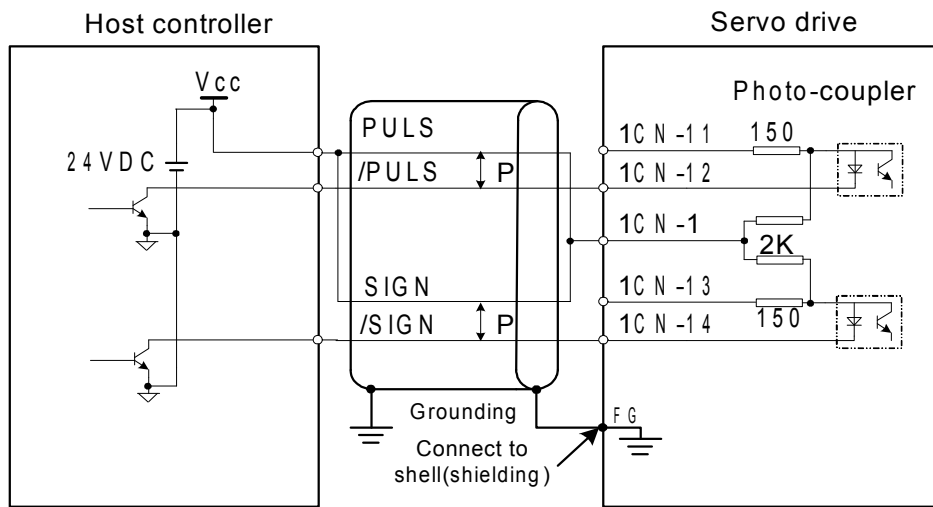 Host controller
Servo drive
Vcc
Photo-coupler
PULS
1CN-11
150
24VDC
/PULS
P
1CN-12
1CN-1
2K
SIGN
1CN-13
/SIGN
P
150
1CN-14
Grounding
FG
Connect to
shell(shielding)